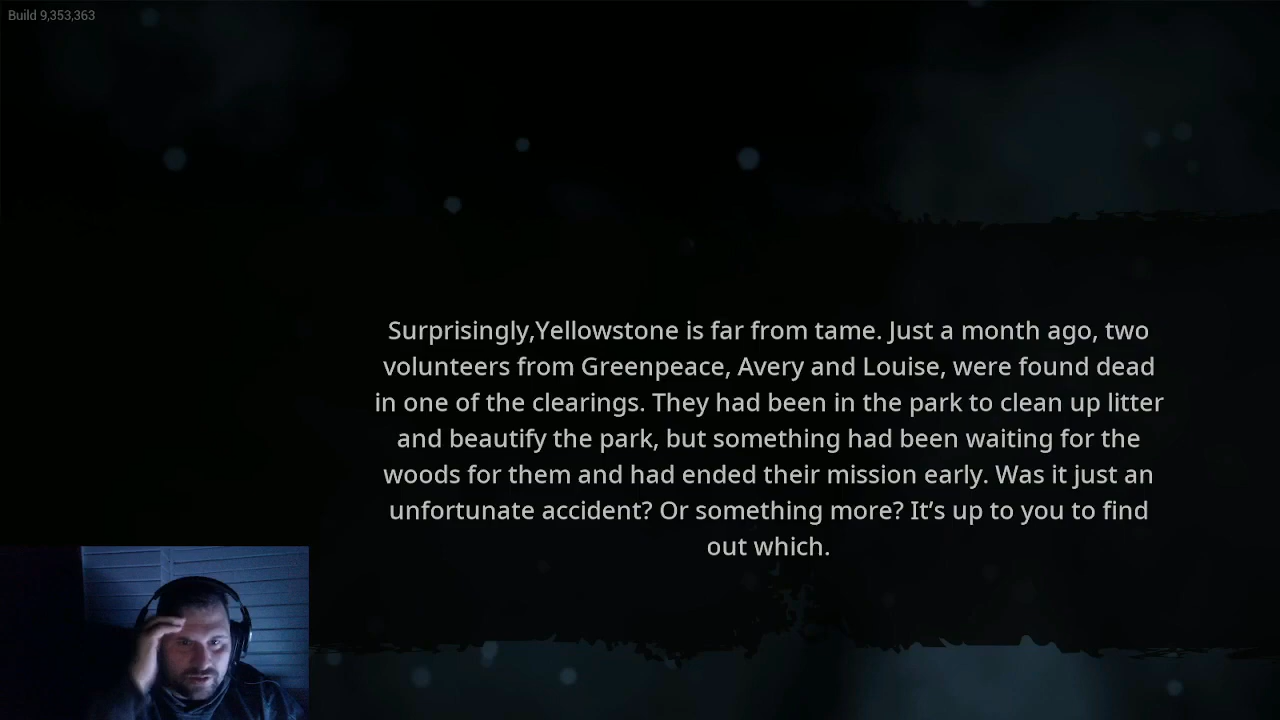 Build 9,353,363
Surprisingly,Yellowstone is far from tame. Just a month ago, two
volunteers from Greenpeace, Avery and Louise, were found dead
in one of the clearings. They had been in the park to clean up litter
and beautify the park, but something had been waiting for the
woods for them and had ended their mission early. Was it just an
unfortunate accident? Or something more? It’s up to you to find
out which.